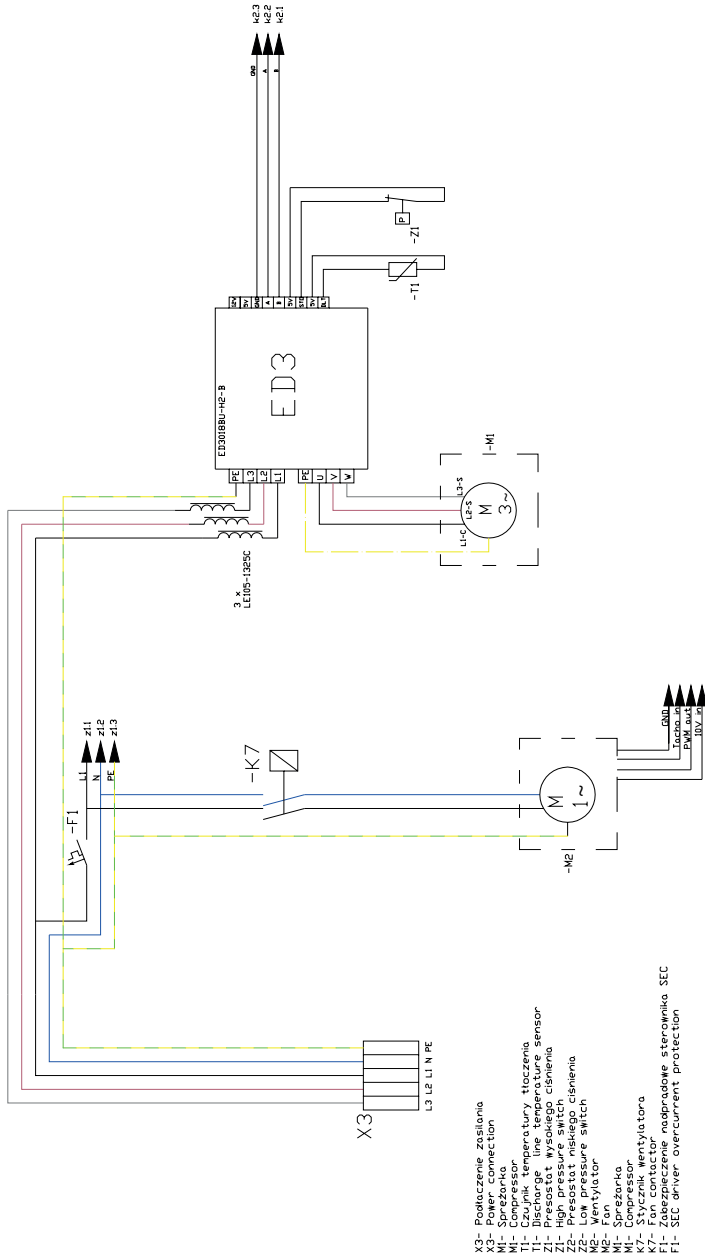 k2.3
k2.2
k2.1
GND
A
B
P
-Z1
-T1
12V
5V
GND
A
B
5V
STO
5V
DLT
ED3018BU-H2-B
ED3
PE
L3
L2
L1
PE
U
V
W
3 x
LE105-1325C
L1-C
L2-S
L3-S
M
3~
-M1
z1.1
z1.2
z1.3
L1
N
PE
-F1
-K7
M
1~
-M2
GND
Tacho in
PWM out
10V in
X3
L3 L2 L1 N PE
X3- Podłączenie zasilania
X3- Power connection
M1- Sprężarka
M1- Compressor
T1- Czujnik temperatury tłoczenia
T1- Discharge line temperature sensor
Z1- Presostat wysokiego ciśnienia
Z1- High pressure switch
Z2- Presostat niskiego ciśnienia
Z2- Low pressure switch
M2- Wentylator
M2- Fan
M1- Sprężarka
M1- Compressor
K7- Stycznik wentylatora
K7- Fan contactor
F1- Zabezpieczenie nadprądowe sterownika SEC
F1- SEC driver overcurrent protection